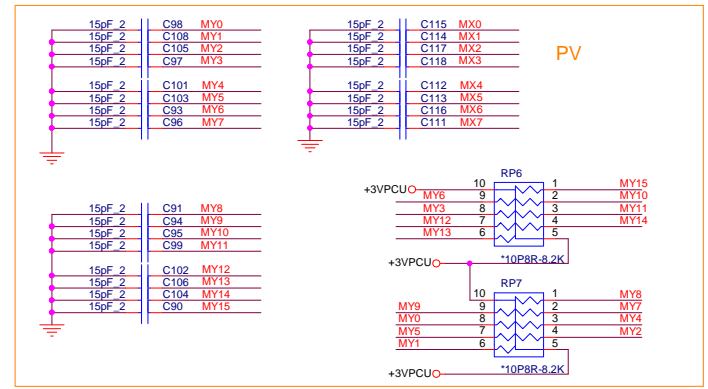 15pF_2 C98 MY0
15pF_2 C108 MY1
15pF_2 C105 MY2
15pF_2 C97 MY3
15pF_2 C101 MY4
15pF_2 C103 MY5
15pF_2 C93 MY6
15pF_2 C96 MY7
15pF_2 C115 MX0
15pF_2 C114 MX1
15pF_2 C117 MX2
15pF_2 C118 MX3
15pF_2 C112 MX4
15pF_2 C113 MX5
15pF_2 C116 MX6
15pF_2 C111 MX7
PV
15pF_2 C91 MY8
15pF_2 C94 MY9
15pF_2 C95 MY10
15pF_2 C99 MY11
15pF_2 C102 MY12
15pF_2 C106 MY13
15pF_2 C104 MY14
15pF_2 C90 MY15
RP6
+3VPCU 10 1 MY15
MY6 9 2 MY10
MY3 8 3 MY11
MY12 7 4 MY14
MY13 6 5
+3VPCU *10P8R-8.2K
RP7
10 1 MY8
MY9 9 2 MY7
MY0 8 3 MY4
MY5 7 4 MY2
MY1 6 5
+3VPCU *10P8R-8.2K